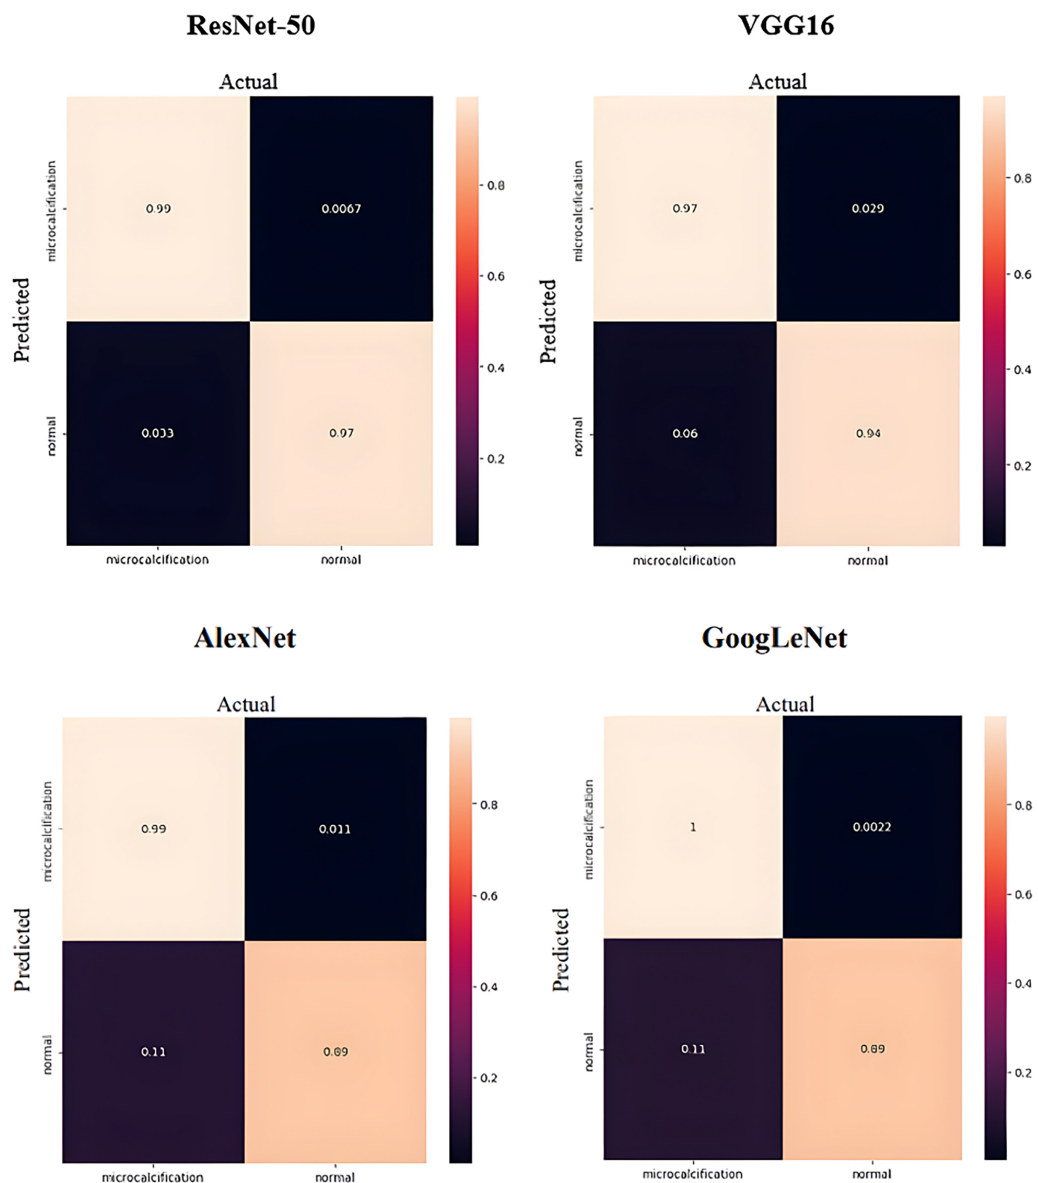 ResNet-50
Actual
microcalcification
0.99
0.0067
0.8
0.6
Predicted
0.4
normal
0.033
0.97
0.2
microcalcification
normal
VGG16
Actual
microcalcification
0.97
0.029
0.8
0.6
Predicted
0.4
normal
0.06
0.94
0.2
microcalcification
normal
AlexNet
Actual
microcalcification
0.99
0.011
0.8
0.6
Predicted
0.4
normal
0.11
0.89
0.2
microcalcification
normal
GoogLeNet
Actual
microcalcification
1
0.0022
0.8
0.6
Predicted
0.4
normal
0.11
0.89
0.2
microcalcification
normal